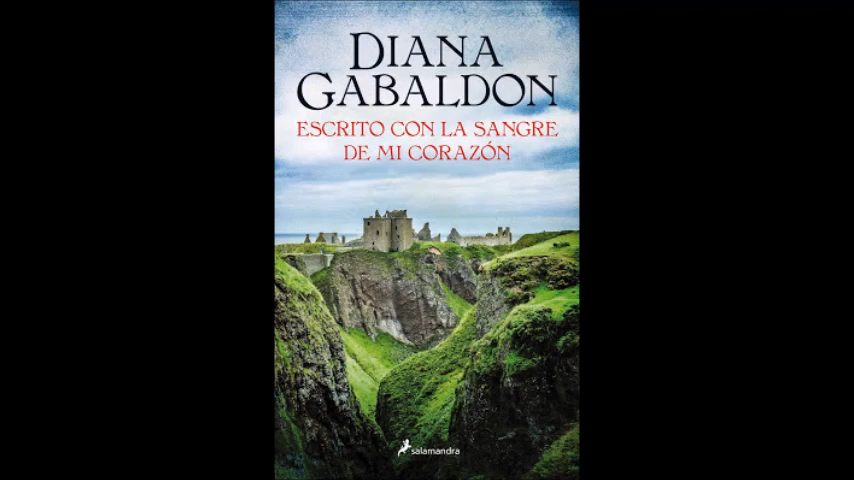 DIANA
GABALDON
ESCRITO CON LA SANGRE
DE MI CORAZÓN
salamandra